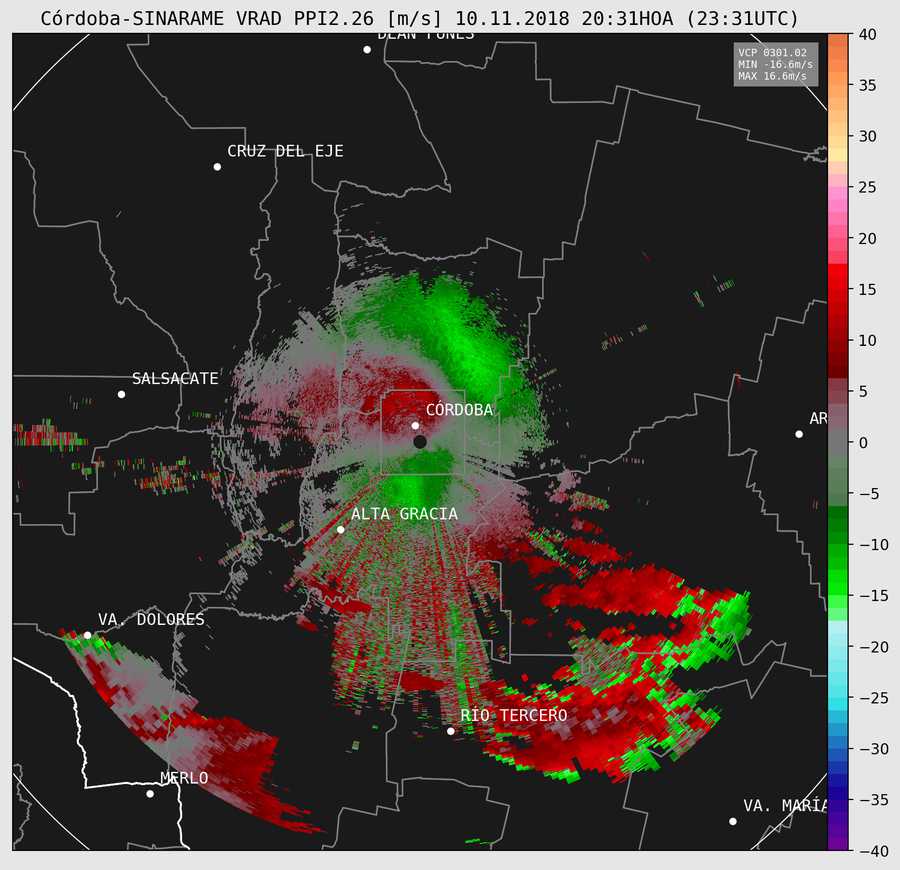 Córdoba-SINARAME VRAD PPI2.26 [m/s] 10.11.2018 20:31HOA (23:31UTC)
DEAN FUNES
VCP 0301.02
MIN -16.6m/s
MAX 16.6m/s
CRUZ DEL EJE
SALSACATE
CÓRDOBA
AR
ALTA GRACIA
VA. DOLORES
RÍO TERCERO
MERLO
VA. MARÍA
40
35
30
25
20
15
10
5
0
−5
−10
−15
−20
−25
−30
−35
−40